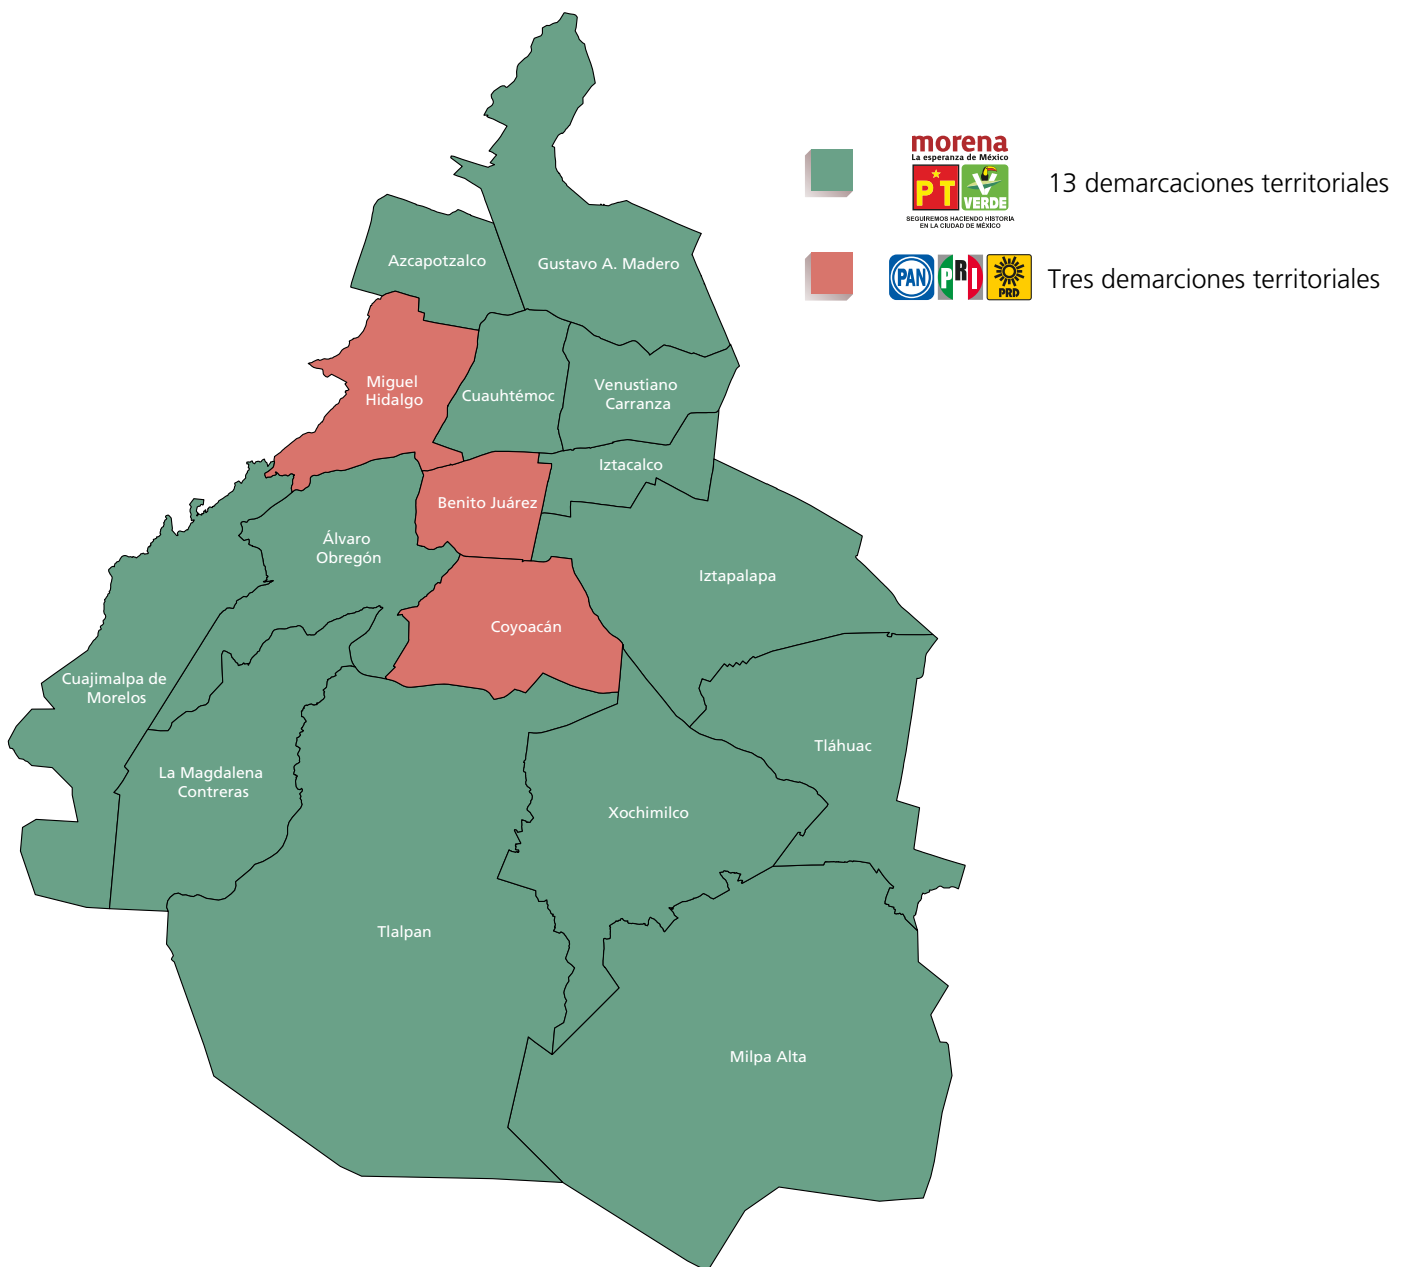 morena
La esperanza de México
PT
VERDE
SEGUIREMOS HACIENDO HISTORIA
EN LA CIUDAD DE MÉXICO
13 demarcaciones territoriales
PAN
PRI
PRD
Tres demarciones territoriales
Azcapotzalco
Gustavo A. Madero
Miguel
Hidalgo
Cuauhtémoc
Venustiano
Carranza
Iztacalco
Benito Juárez
Álvaro
Obregón
Iztapalapa
Coyoacán
Cuajimalpa de
Morelos
Tláhuac
La Magdalena
Contreras
Xochimilco
Tlalpan
Milpa Alta